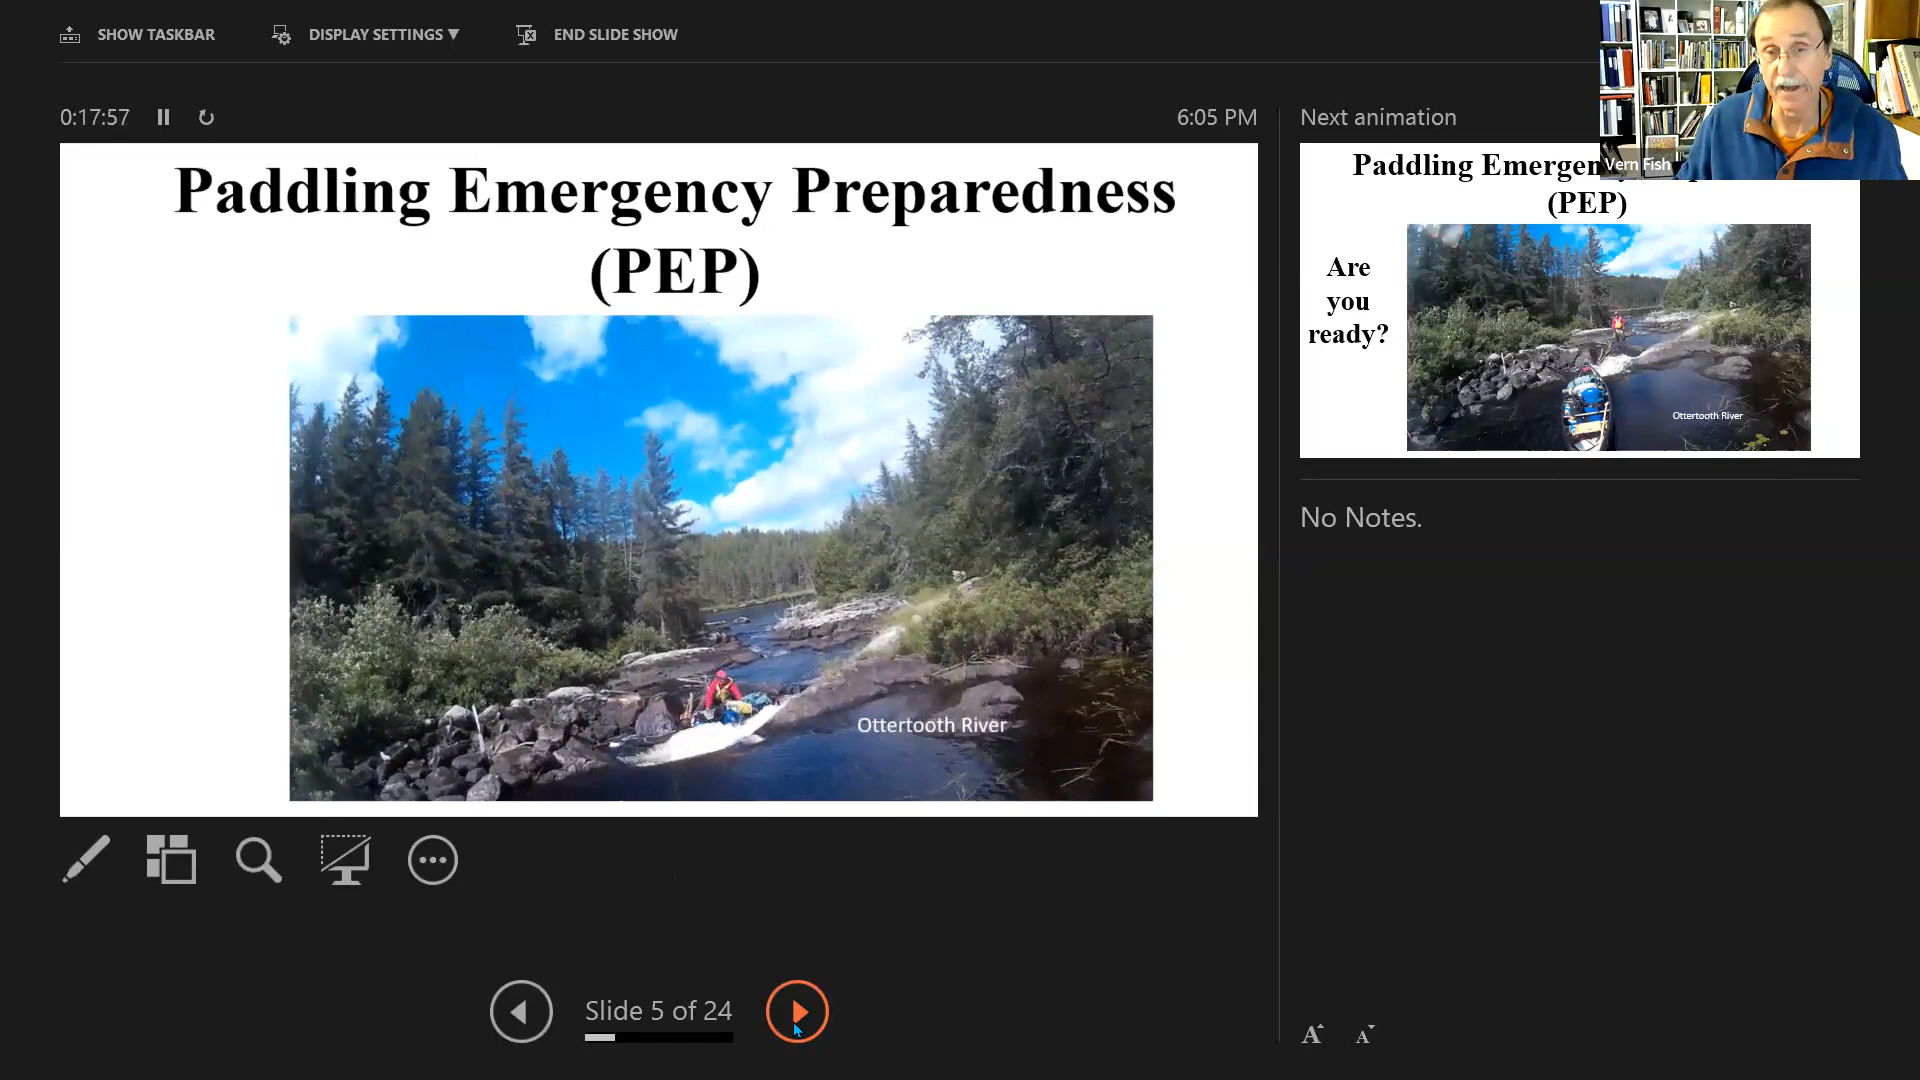 SHOW TASKBAR
DISPLAY SETTINGS ▼
END SLIDE SHOW
0:17:57
6:05 PM
Paddling Emergency Preparedness
(PEP)
Ottertooth River
Slide 5 of 24
Next animation
Vern Fish
Paddling
(PEP)
Are
you
ready?
Ottertooth River
No Notes.
A A